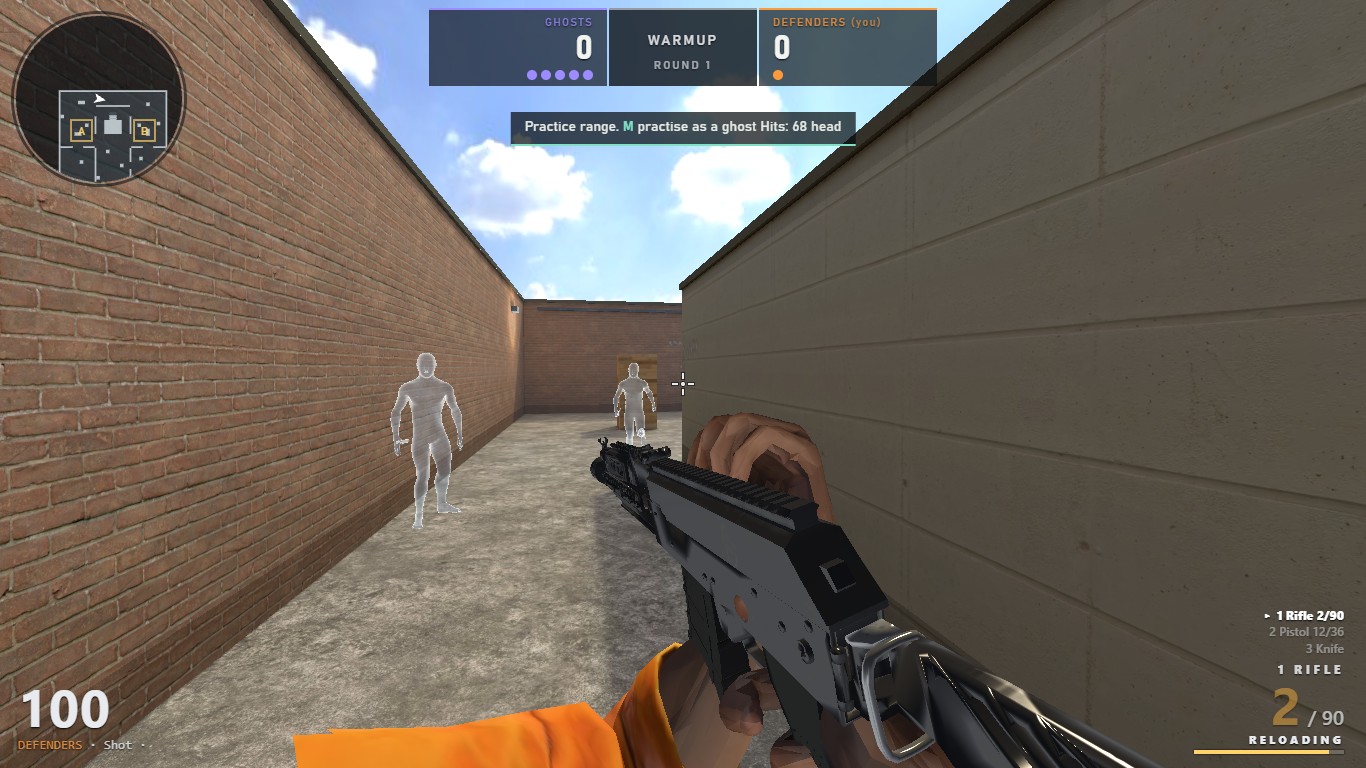 GHOSTS
0
WARMUP
ROUND 1
DEFENDERS (you)
0
A
B
Practice range. M practise as a ghost Hits: 68 head
▸ 1 Rifle 2/90
2 Pistol 12/36
3 Knife
1 RIFLE
2 / 90
RELOADING
100
DEFENDERS · Shot ·